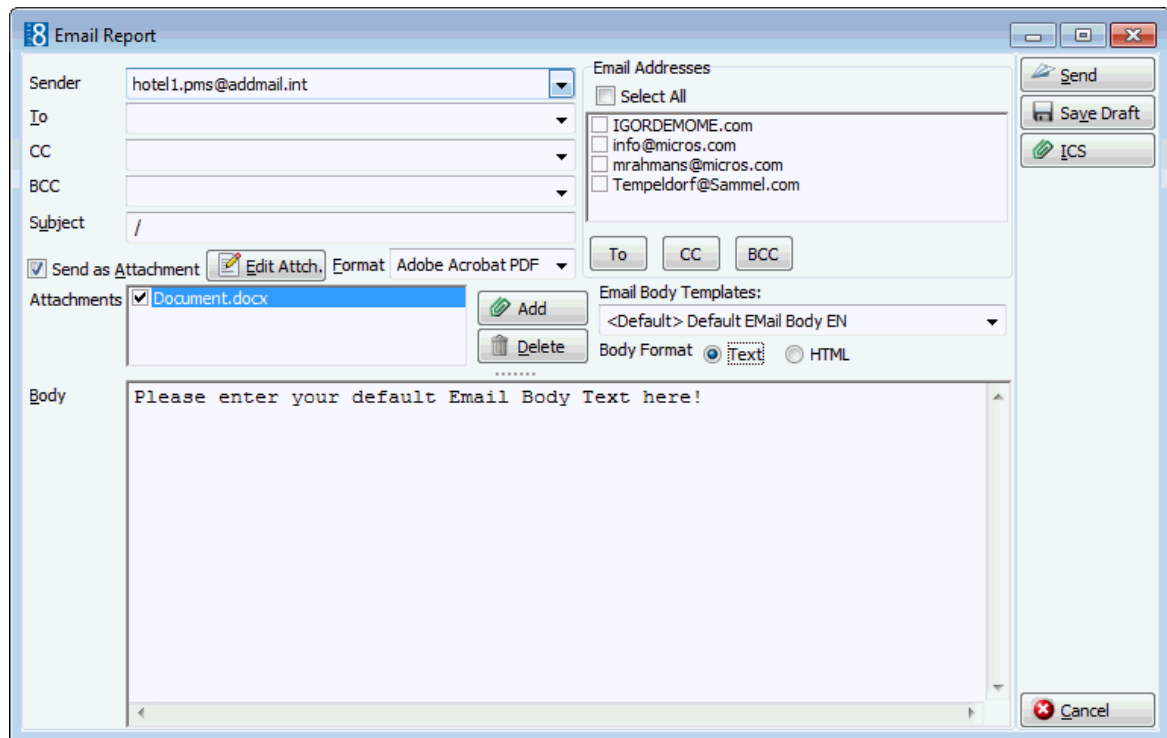 8 Email Report
Sender hotel1.pms@addmail.int
To
CC
BCC
Subject /
Send as Attachment Edit Attch. Format Adobe Acrobat PDF
Attachments Document.docx
Add
Delete
Email Addresses
Select All
IGORDEMOME.com
info@micros.com
mrahmans@micros.com
Tempeldorf@Sammel.com
To CC BCC
Email Body Templates:
<Default> Default EMail Body EN
Body Format Text HTML
Body Please enter your default Email Body Text here!
Send
Save Draft
ICS
Cancel